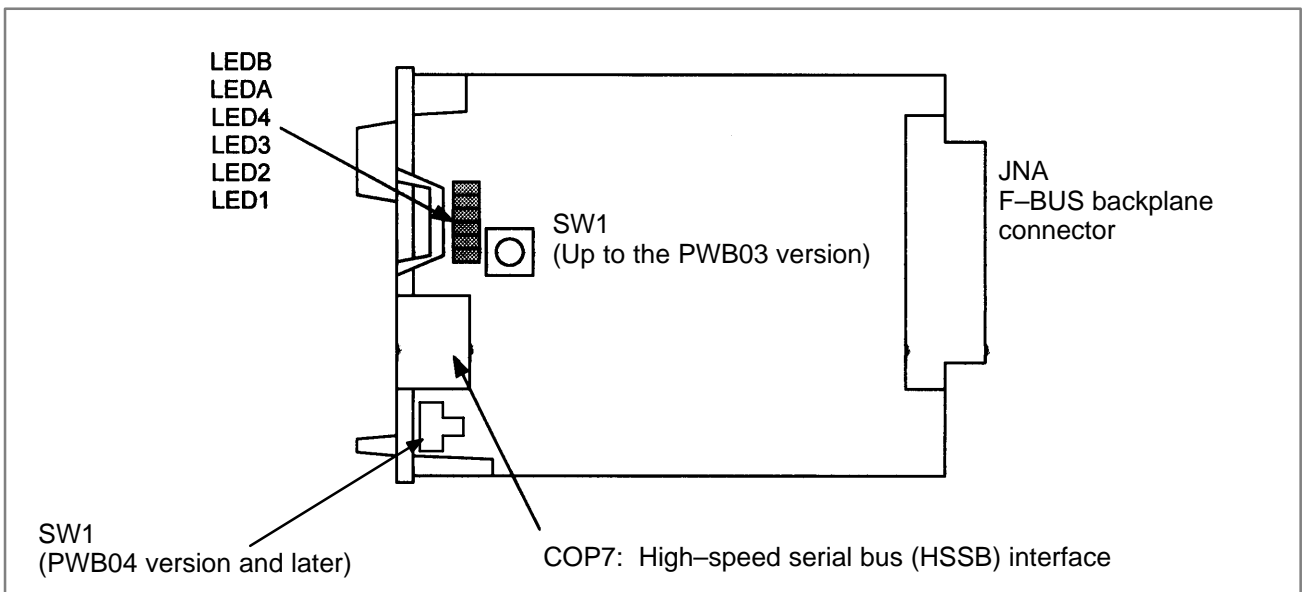 LEDB
LEDA
LED4
LED3
LED2
LED1
SW1
(Up to the PWB03 version)
JNA
F–BUS backplane
connector
SW1
(PWB04 version and later)
COP7: High–speed serial bus (HSSB) interface